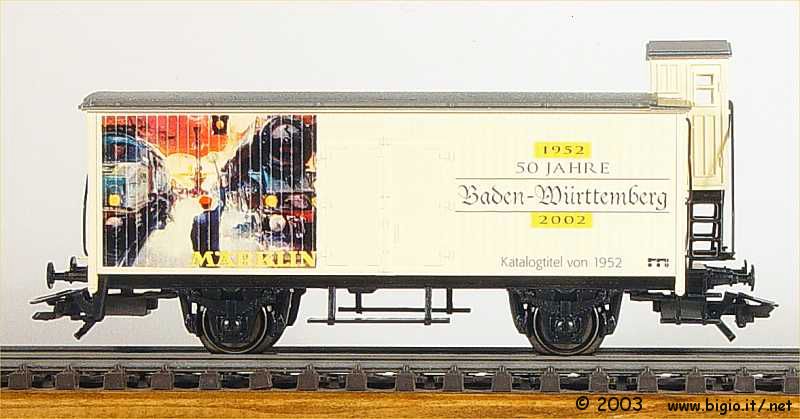 MÄRKLIN
1952
50 JAHRE
Baden-Württemberg
2002
Katalogtitel von 1952
© 2003 www.bigio.it/net